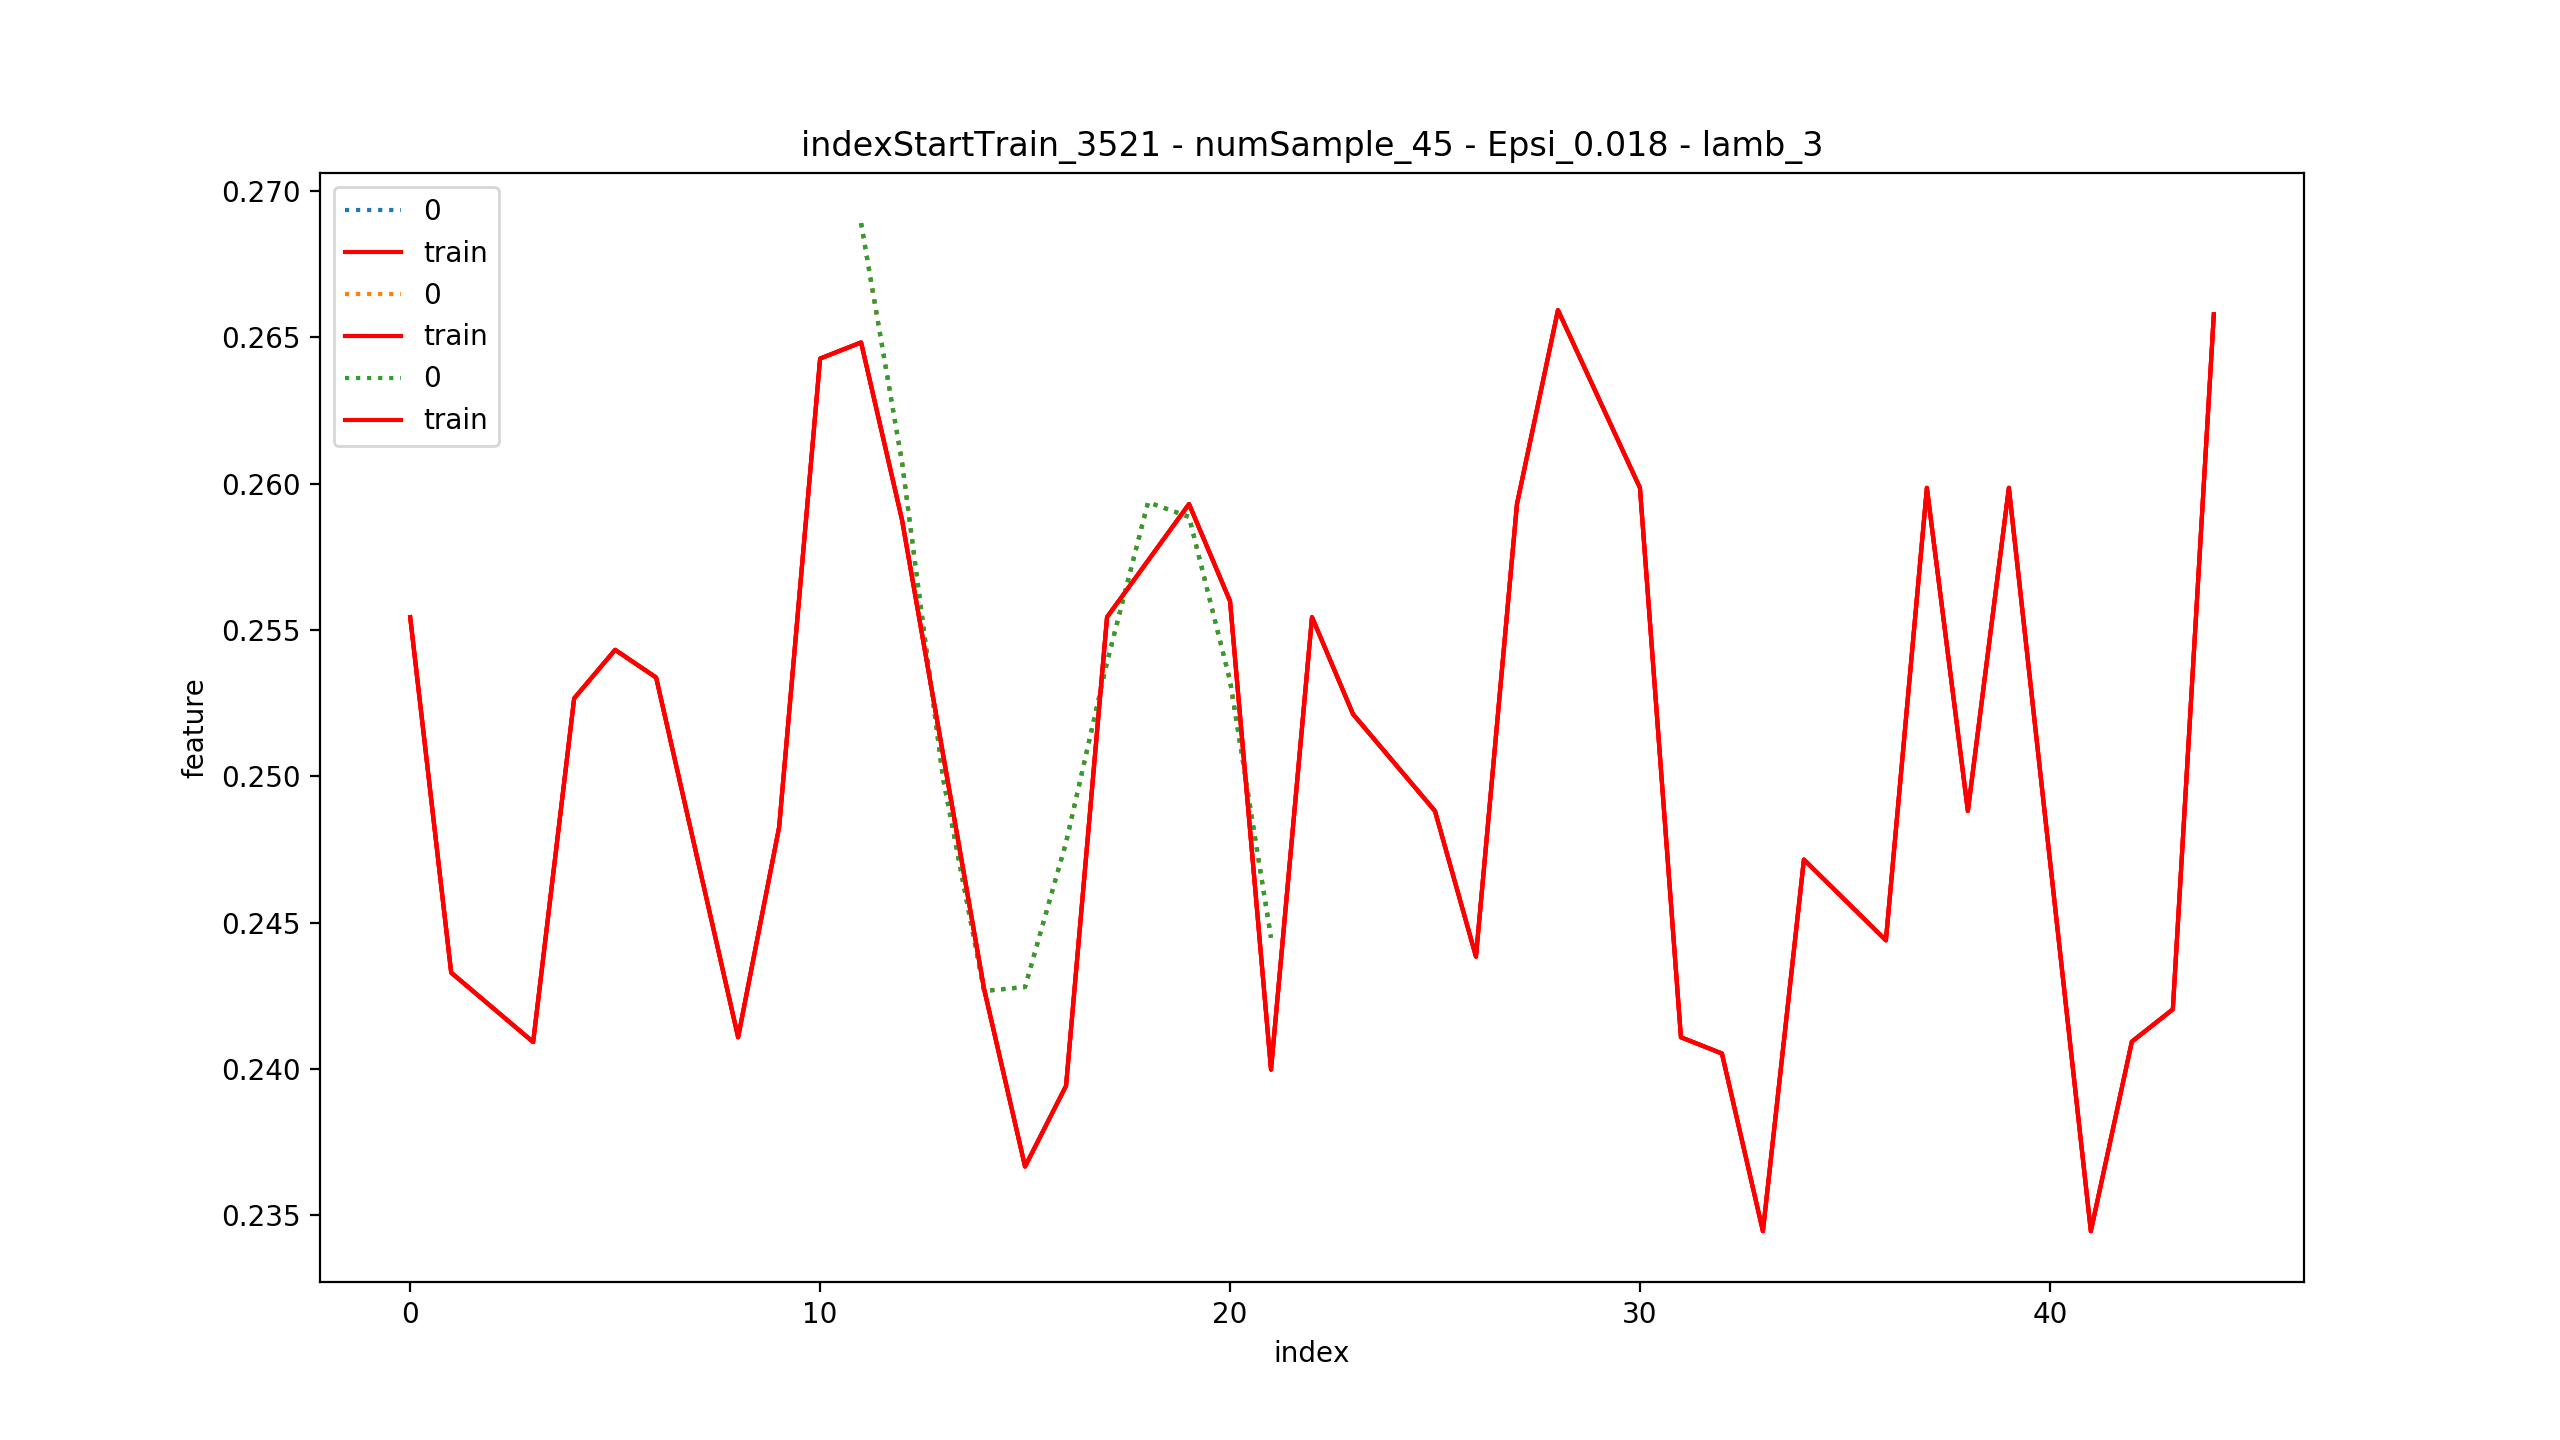 indexStartTrain_3521 - numSample_45 - Epsi_0.018 - lamb_3
0
train
0
train
0
train
0.270
0.265
0.260
0.255
0.250
0.245
0.240
0.235
feature
0 10 20 30 40
index